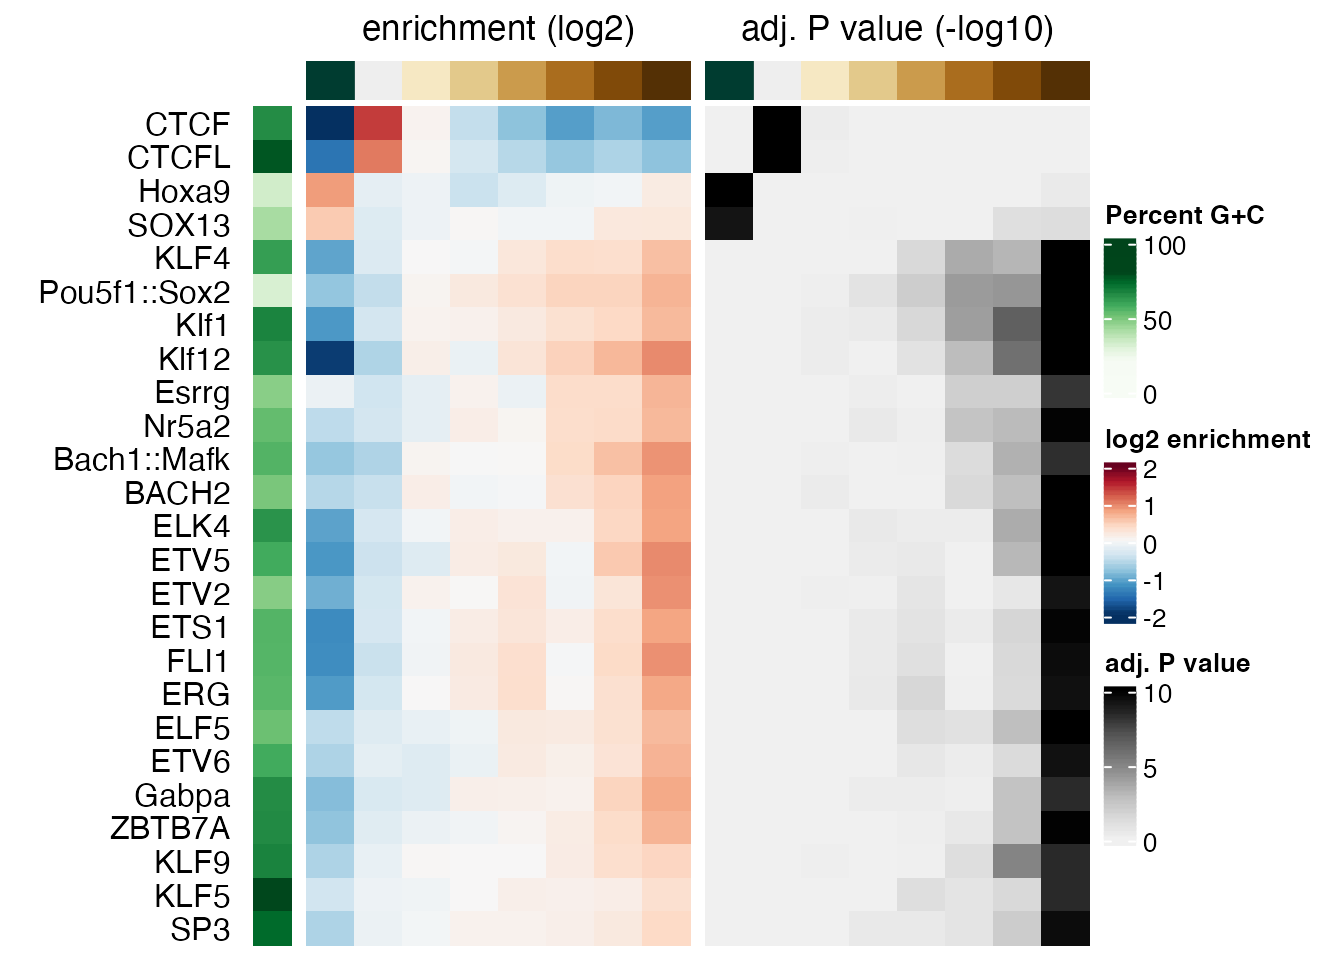 enrichment (log2)
adj. P value (-log10)
CTCF
CTCFL
Hoxa9
SOX13
KLF4
Pou5f1::Sox2
Klf1
Klf12
Esrrg
Nr5a2
Bach1::Mafk
BACH2
ELK4
ETV5
ETV2
ETS1
FLI1
ERG
ELF5
ETV6
Gabpa
ZBTB7A
KLF9
KLF5
SP3
Percent G+C
100
50
0
log2 enrichment
2
1
0
-1
-2
adj. P value
10
5
0